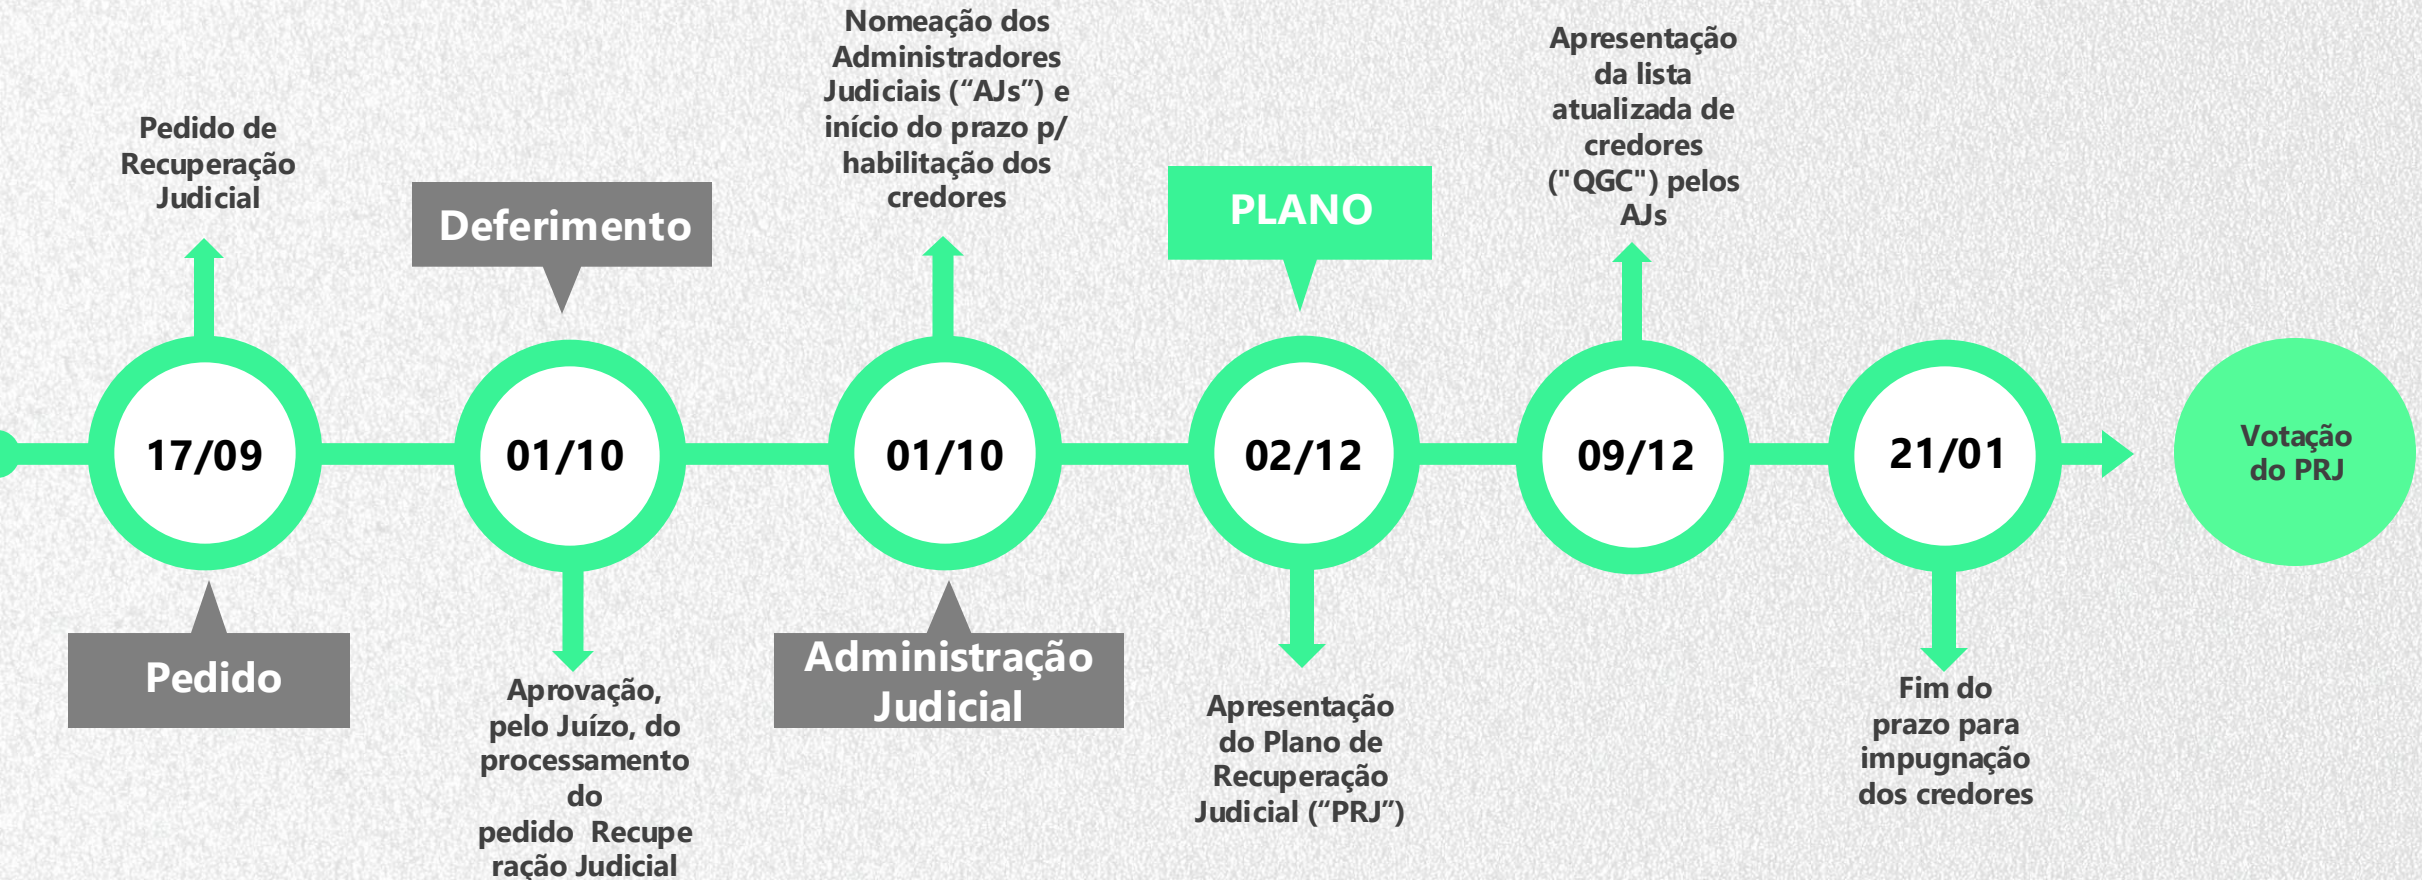 Pedido de
Recuperação
Judicial
17/09
Pedido
Deferimento
01/10
Aprovação,
pelo Juízo, do
processamento
do
pedido  Recupe
ração Judicial
Nomeação dos
Administradores
Judiciais (“AJs”) e
início do prazo p/
habilitação dos
credores
01/10
Administração
Judicial
PLANO
02/12
Apresentação
do Plano de
Recuperação
Judicial (“PRJ”)
Apresentação
da lista
atualizada de
credores
("QGC") pelos
AJs
09/12
21/01
Fim do
prazo para
impugnação
dos credores
Votação
do PRJ